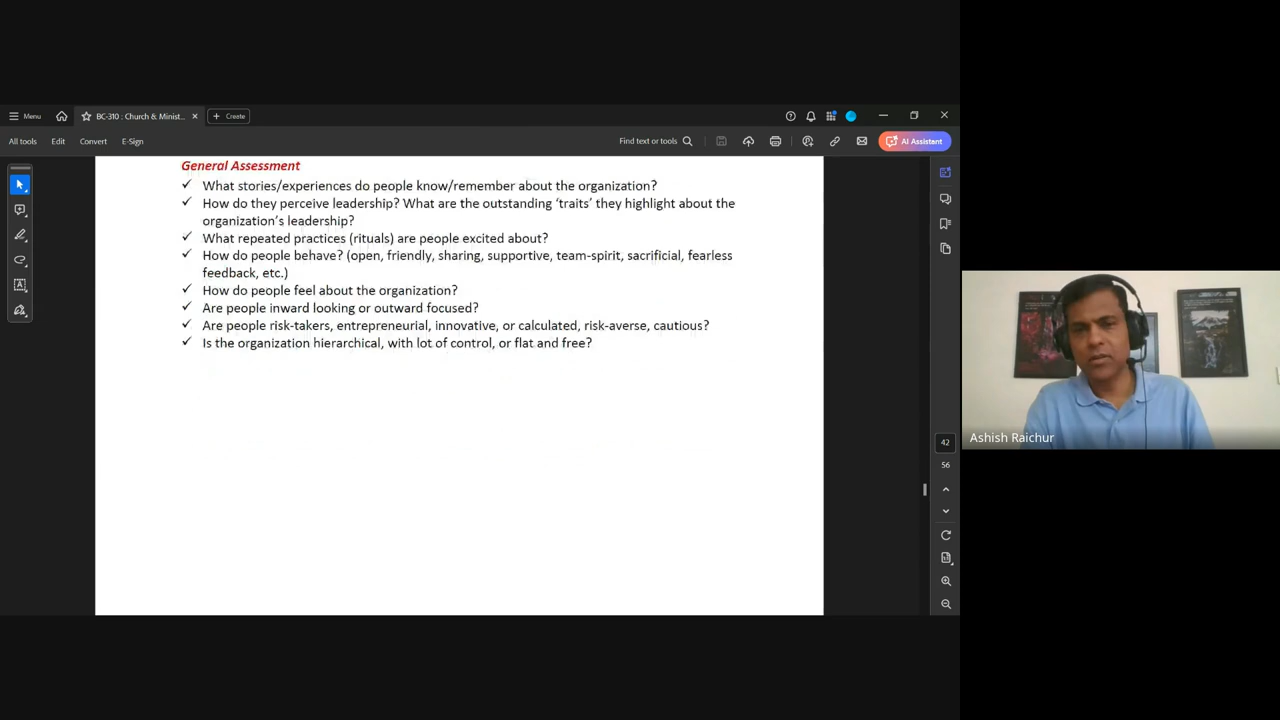 Menu
BC-310 : Church & Minist...
Create
All tools
Edit
Convert
E-Sign
Find text or tools
AI Assistant
General Assessment
✓ What stories/experiences do people know/remember about the organization?
✓ How do they perceive leadership? What are the outstanding ‘traits’ they highlight about the
organization’s leadership?
✓ What repeated practices (rituals) are people excited about?
✓ How do people behave? (open, friendly, sharing, supportive, team-spirit, sacrificial, fearless
feedback, etc.)
✓ How do people feel about the organization?
✓ Are people inward looking or outward focused?
✓ Are people risk-takers, entrepreneurial, innovative, or calculated, risk-averse, cautious?
✓ Is the organization hierarchical, with lot of control, or flat and free?
42
56
Ashish Raichur